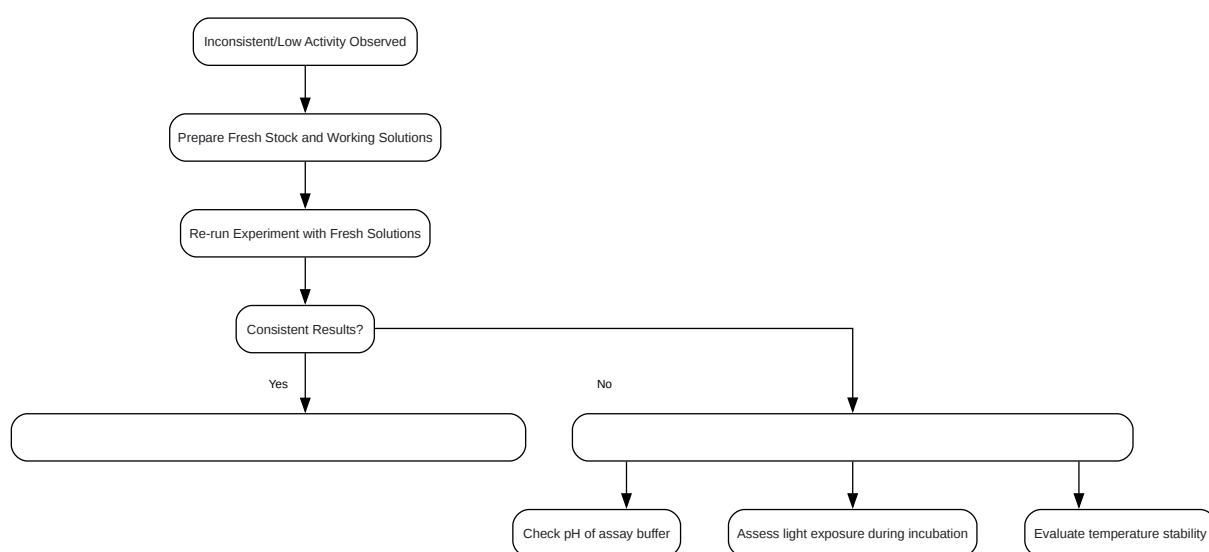 Inconsistent/Low Activity Observed
Prepare Fresh Stock and Working Solutions
Re-run Experiment with Fresh Solutions
Consistent Results?
Yes
No
Check pH of assay buffer
Assess light exposure during incubation
Evaluate temperature stability